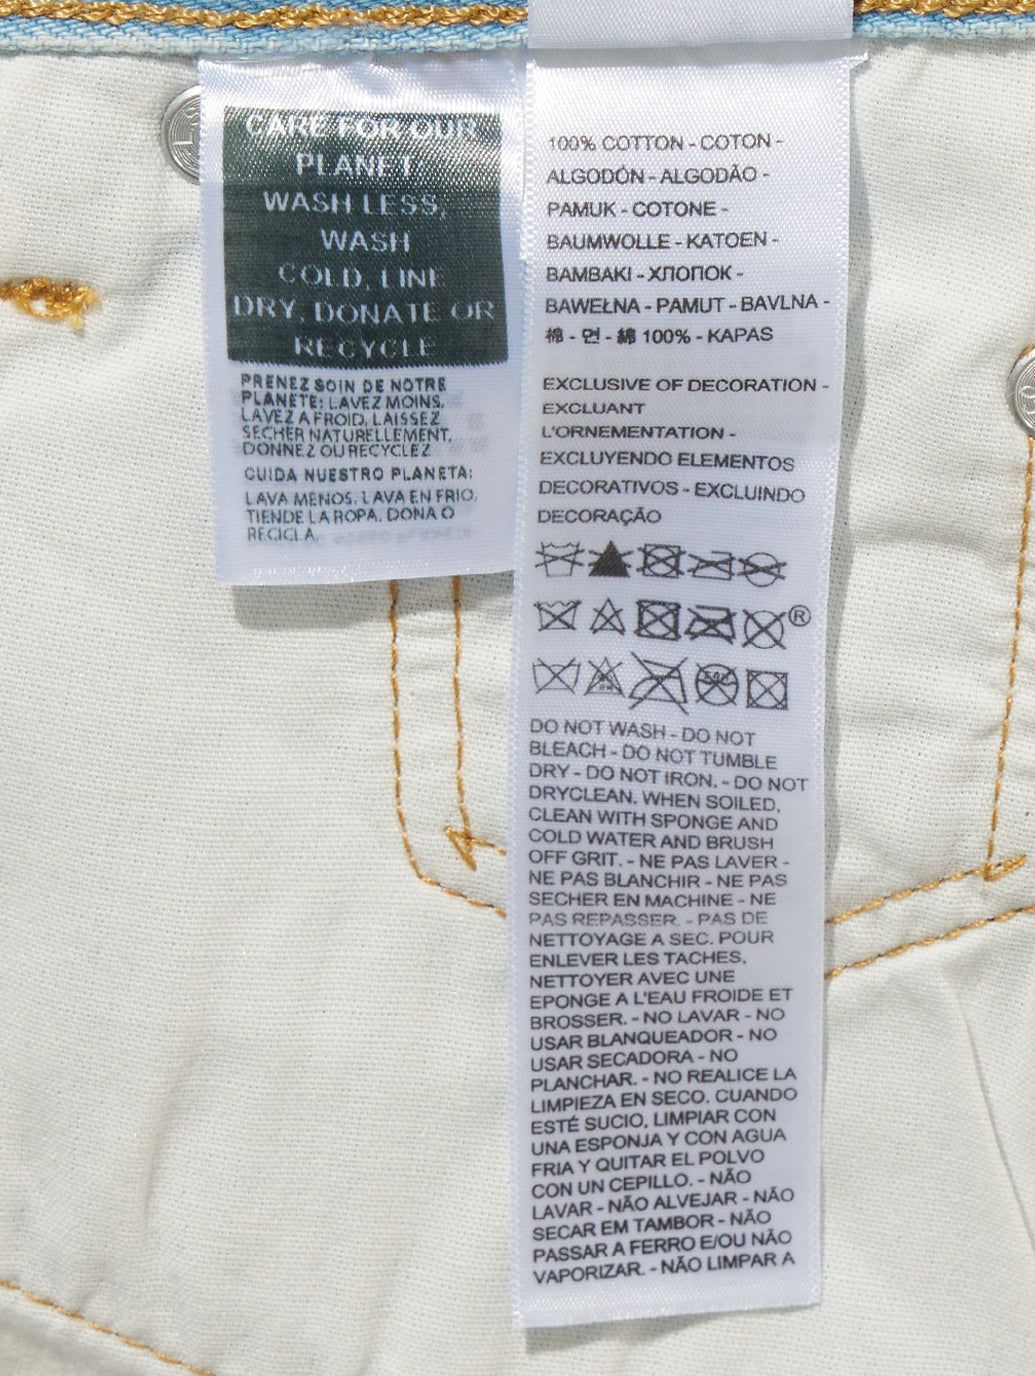 CARE FOR OUR
PLANET
WASH LESS,
WASH
COLD, LINE
DRY, DONATE OR
RECYCLE
PRENEZ SOIN DE NOTRE
PLANETE: LAVEZ MOINS,
LAVEZ A FROID, LAISSEZ
SECHER NATURELLEMENT,
DONNEZ OU RECYCLEZ
CUIDA NUESTRO PLANETA:
LAVA MENOS, LAVA EN FRIO,
TIENDE LA ROPA, DONA O
RECICLA.
100% COTTON - COTON -
ALGODÓN - ALGODÃO -
PAMUK - COTONE -
BAUMWOLLE - KATOEN -
BAMBAKI - ХЛОПОК -
BAWEŁNA - PAMUT - BAVLNA -
棉 - 면 - 綿 100% - KAPAS
EXCLUSIVE OF DECORATION -
EXCLUANT
L'ORNEMENTATION -
EXCLUYENDO ELEMENTOS
DECORATIVOS - EXCLUINDO
DECORAÇÃO
®
DO NOT WASH - DO NOT
BLEACH - DO NOT TUMBLE
DRY - DO NOT IRON. - DO NOT
DRYCLEAN. WHEN SOILED,
CLEAN WITH SPONGE AND
COLD WATER AND BRUSH
OFF GRIT. - NE PAS LAVER -
NE PAS BLANCHIR - NE PAS
SECHER EN MACHINE - NE
PAS REPASSER. - PAS DE
NETTOYAGE A SEC. POUR
ENLEVER LES TACHES,
NETTOYER AVEC UNE
EPONGE A L'EAU FROIDE ET
BROSSER. - NO LAVAR - NO
USAR BLANQUEADOR - NO
USAR SECADORA - NO
PLANCHAR. - NO REALICE LA
LIMPIEZA EN SECO. CUANDO
ESTÉ SUCIO, LIMPIAR CON
UNA ESPONJA Y CON AGUA
FRIA Y QUITAR EL POLVO
CON UN CEPILLO. - NÃO
LAVAR - NÃO ALVEJAR - NÃO
SECAR EM TAMBOR - NÃO
PASSAR A FERRO E/OU NÃO
VAPORIZAR. - NÃO LIMPAR A